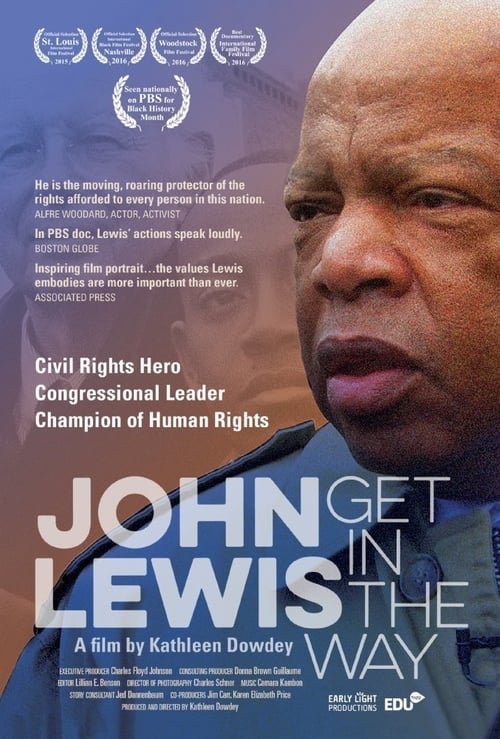 Official Selection
St. Louis
International
Film Festival
2015
Official Selection
International
Black Film Festival
Nashville
2016
Official Selection
Woodstock
Film Festival
2016
Best
Documentary
International
Family Film
Festival
2016
Seen nationally
on PBS for
Black History
Month
He is the moving, roaring protector of the
rights afforded to every person in this nation.
ALFRE WOODARD, ACTOR, ACTIVIST
In PBS doc, Lewis' actions speak loudly.
BOSTON GLOBE
Inspiring film portrait…the values Lewis
embodies are more important than ever.
ASSOCIATED PRESS
Civil Rights Hero
Congressional Leader
Champion of Human Rights
JOHN
LEWIS
GET
IN
THE
WAY
A film by Kathleen Dowdey
EXECUTIVE PRODUCER Charles Floyd Johnson CONSULTING PRODUCER Donna Brown Guillaume
EDITOR Lillian E. Benson DIRECTOR OF PHOTOGRAPHY Charles Schner MUSIC Camara Kambon
STORY CONSULTANT Jed Dannenbaum CO-PRODUCERS Jim Carr, Karen Elizabeth Price
PRODUCED AND DIRECTED BY Kathleen Dowdey
EARLY LIGHT
PRODUCTIONS
EDU